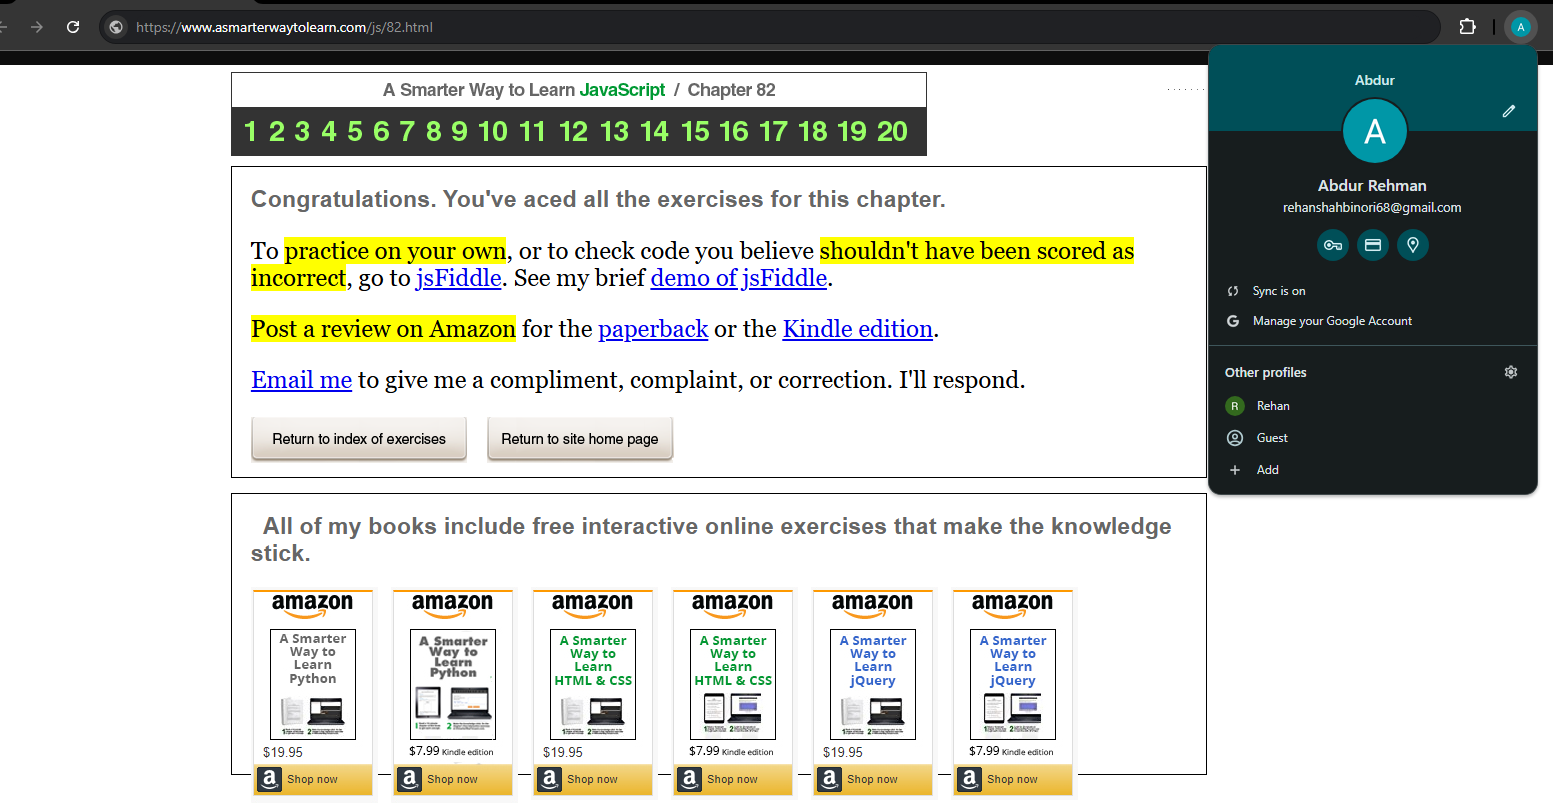 https://www.asmarterwaytolearn.com/js/82.html
A
A Smarter Way to Learn JavaScript / Chapter 82
1 2 3 4 5 6 7 8 9 10 11 12 13 14 15 16 17 18 19 20
Congratulations. You've aced all the exercises for this chapter.
To practice on your own, or to check code you believe shouldn't have been scored as
incorrect, go to jsFiddle. See my brief demo of jsFiddle.
Post a review on Amazon for the paperback or the Kindle edition.
Email me to give me a compliment, complaint, or correction. I'll respond.
Return to index of exercises
Return to site home page
Abdur
A
Abdur Rehman
rehanshahbinori68@gmail.com
Sync is on
G Manage your Google Account
Other profiles
R Rehan
Guest
Add
All of my books include free interactive online exercises that make the knowledge
stick.
amazon
A Smarter
Way to
Learn
Python
$19.95
a Shop now
amazon
A Smarter
Way to
Learn
Python
$7.99 Kindle edition
a Shop now
amazon
A Smarter
Way to
Learn
HTML & CSS
$19.95
a Shop now
amazon
A Smarter
Way to
Learn
HTML & CSS
$7.99 Kindle edition
a Shop now
amazon
A Smarter
Way to
Learn
jQuery
$19.95
a Shop now
amazon
A Smarter
Way to
Learn
jQuery
$7.99 Kindle edition
a Shop now